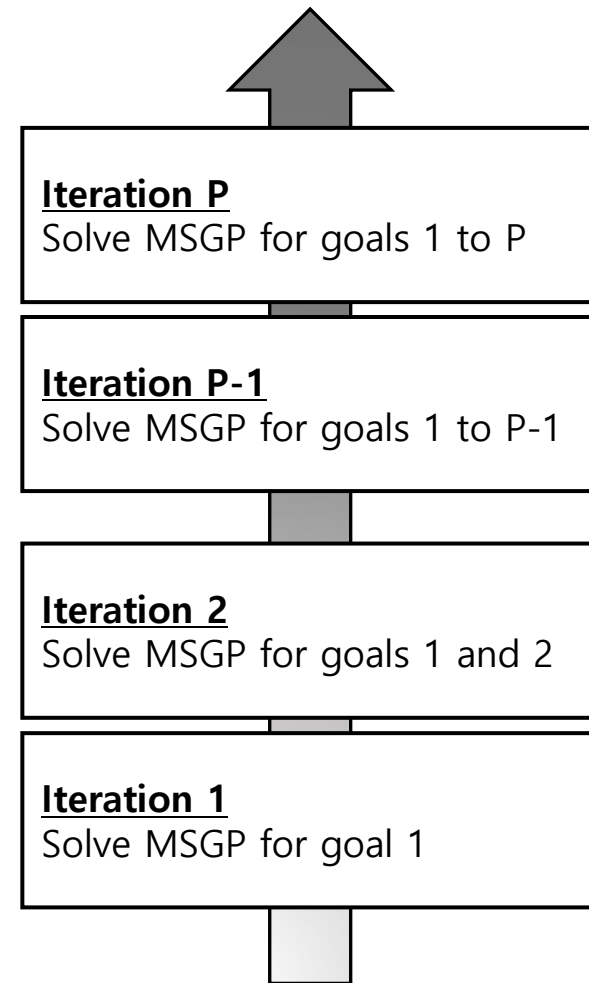 Iteration P
Solve MSGP for goals 1 to P
Iteration P-1
Solve MSGP for goals 1 to P-1
Iteration 2
Solve MSGP for goals 1 and 2
Iteration 1
Solve MSGP for goal 1